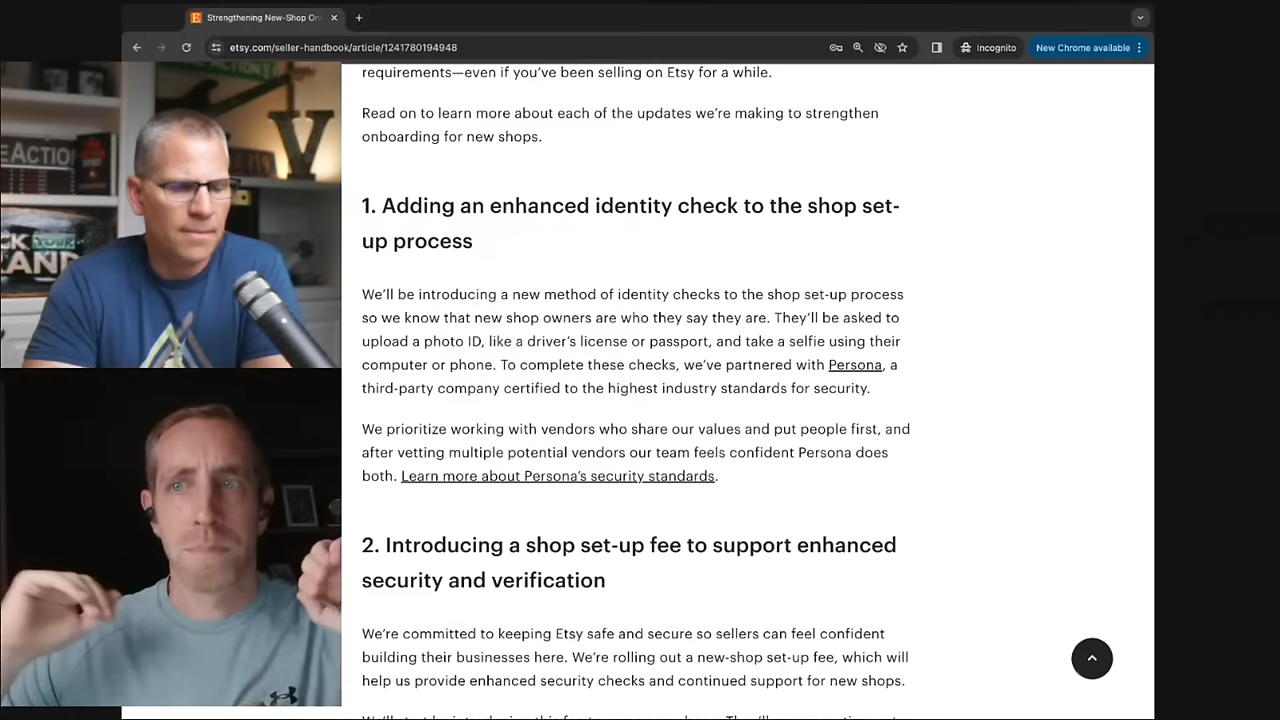 Strengthening New-Shop On
etsy.com/seller-handbook/article/1241780194948
Incognito
New Chrome available
requirements—even if you’ve been selling on Etsy for a while.
Read on to learn more about each of the updates we’re making to strengthen
onboarding for new shops.
1. Adding an enhanced identity check to the shop set-
up process
We’ll be introducing a new method of identity checks to the shop set-up process
so we know that new shop owners are who they say they are. They’ll be asked to
upload a photo ID, like a driver’s license or passport, and take a selfie using their
computer or phone. To complete these checks, we’ve partnered with Persona, a
third-party company certified to the highest industry standards for security.
We prioritize working with vendors who share our values and put people first, and
after vetting multiple potential vendors our team feels confident Persona does
both. Learn more about Persona’s security standards.
2. Introducing a shop set-up fee to support enhanced
security and verification
We’re committed to keeping Etsy safe and secure so sellers can feel confident
building their businesses here. We’re rolling out a new-shop set-up fee, which will
help us provide enhanced security checks and continued support for new shops.